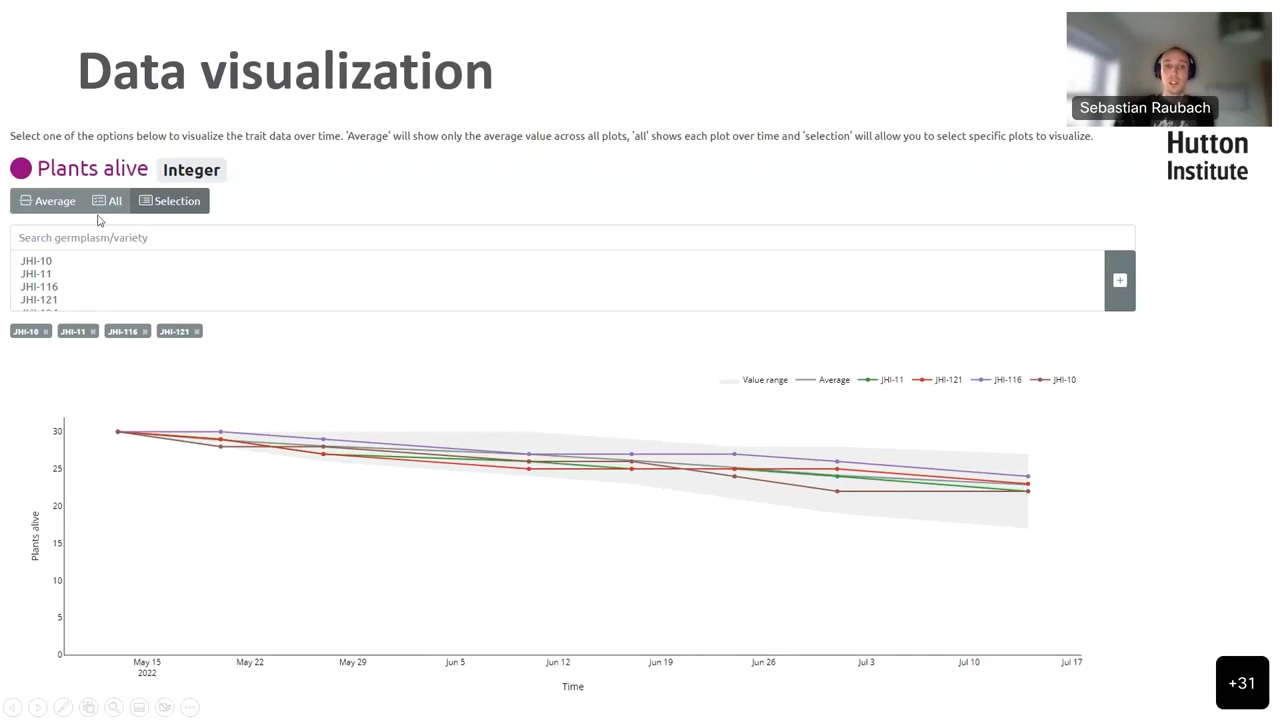 Data visualization
Sebastian Raubach
Hutton
Institute
Select one of the options below to visualize the trait data over time. 'Average' will show only the average value across all plots, 'all' shows each plot over time and 'selection' will allow you to select specific plots to visualize.
Plants alive Integer
Average All Selection
Search germplasm/variety
JHI-10
JHI-11
JHI-116
JHI-121
JHI-10 JHI-11 JHI-116 JHI-121
Value range Average JHI-11 JHI-121 JHI-116 JHI-10
30
25
20
15
10
5
0
Plants alive
May 15 May 22 May 29 Jun 5 Jun 12 Jun 19 Jun 26 Jul 3 Jul 10 Jul 17
2022
Time
+31